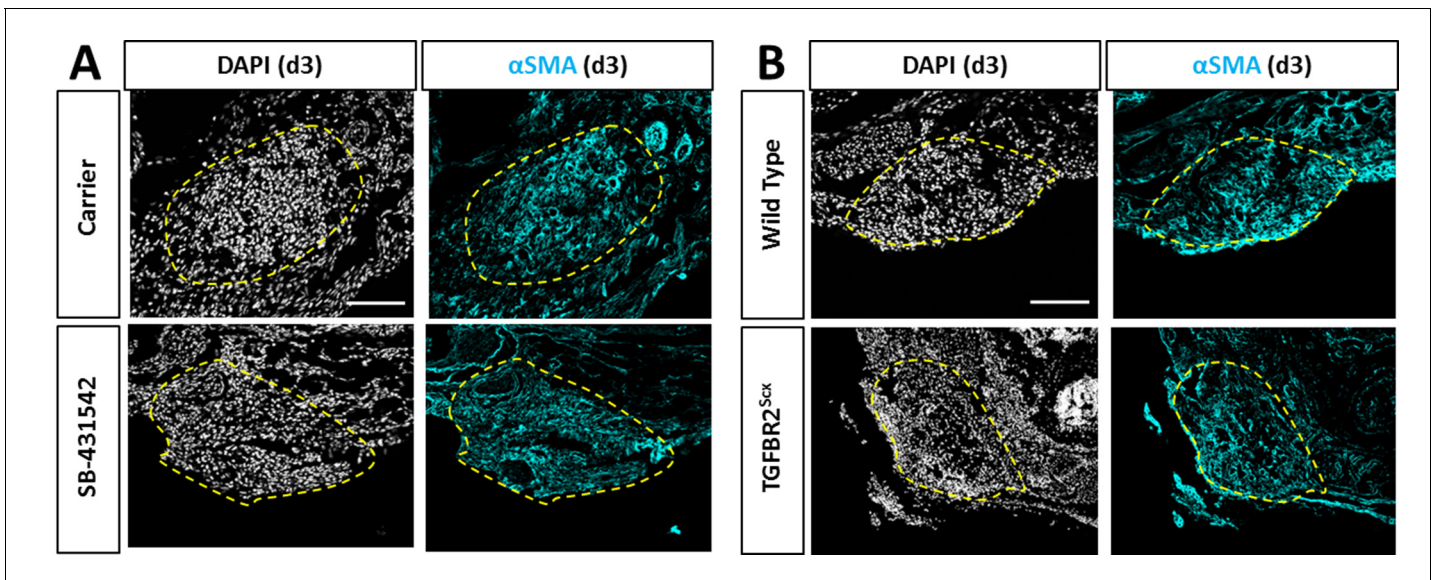 A
DAPI (d3)
αSMA (d3)
B
DAPI (d3)
αSMA (d3)
Carrier
Wild Type
SB-431542
TGFBR2Scx